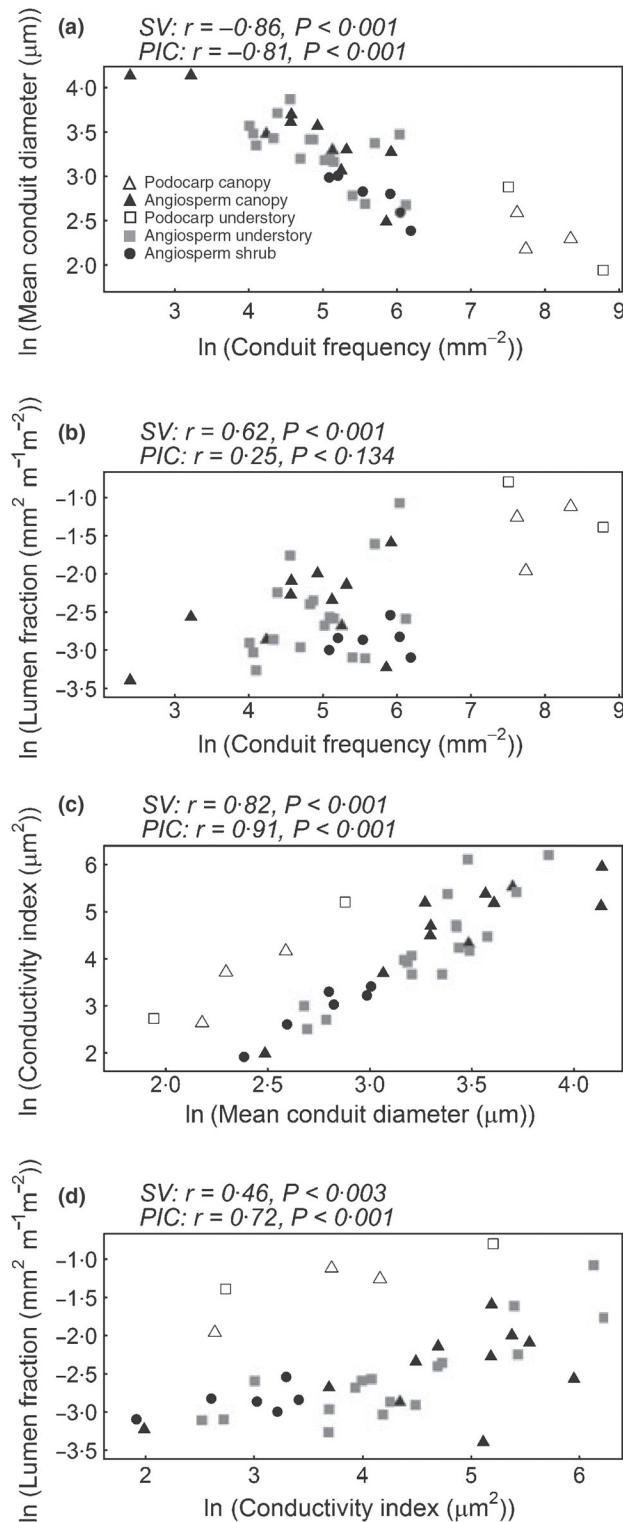 (a) SV: r = –0·86, P < 0·001
PIC: r = –0·81, P < 0·001
ln (Mean conduit diameter (μm))
4·0
3·5
3·0
2·5
2·0
Podocarp canopy
Angiosperm canopy
Podocarp understory
Angiosperm understory
Angiosperm shrub
3 4 5 6 7 8 9
ln (Conduit frequency (mm⁻²))
(b) SV: r = 0·62, P < 0·001
PIC: r = 0·25, P < 0·134
ln (Lumen fraction (mm² m⁻¹m⁻²))
–1·0
–1·5
–2·0
–2·5
–3·0
–3·5
3 4 5 6 7 8 9
ln (Conduit frequency (mm⁻²))
(c) SV: r = 0·82, P < 0·001
PIC: r = 0·91, P < 0·001
ln (Conductivity index (μm²))
6
5
4
3
2
2·0 2·5 3·0 3·5 4·0
ln (Mean conduit diameter (μm))
(d) SV: r = 0·46, P < 0·003
PIC: r = 0·72, P < 0·001
ln (Lumen fraction (mm² m⁻¹m⁻²))
–1·0
–1·5
–2·0
–2·5
–3·0
–3·5
2 3 4 5 6
ln (Conductivity index (μm²))